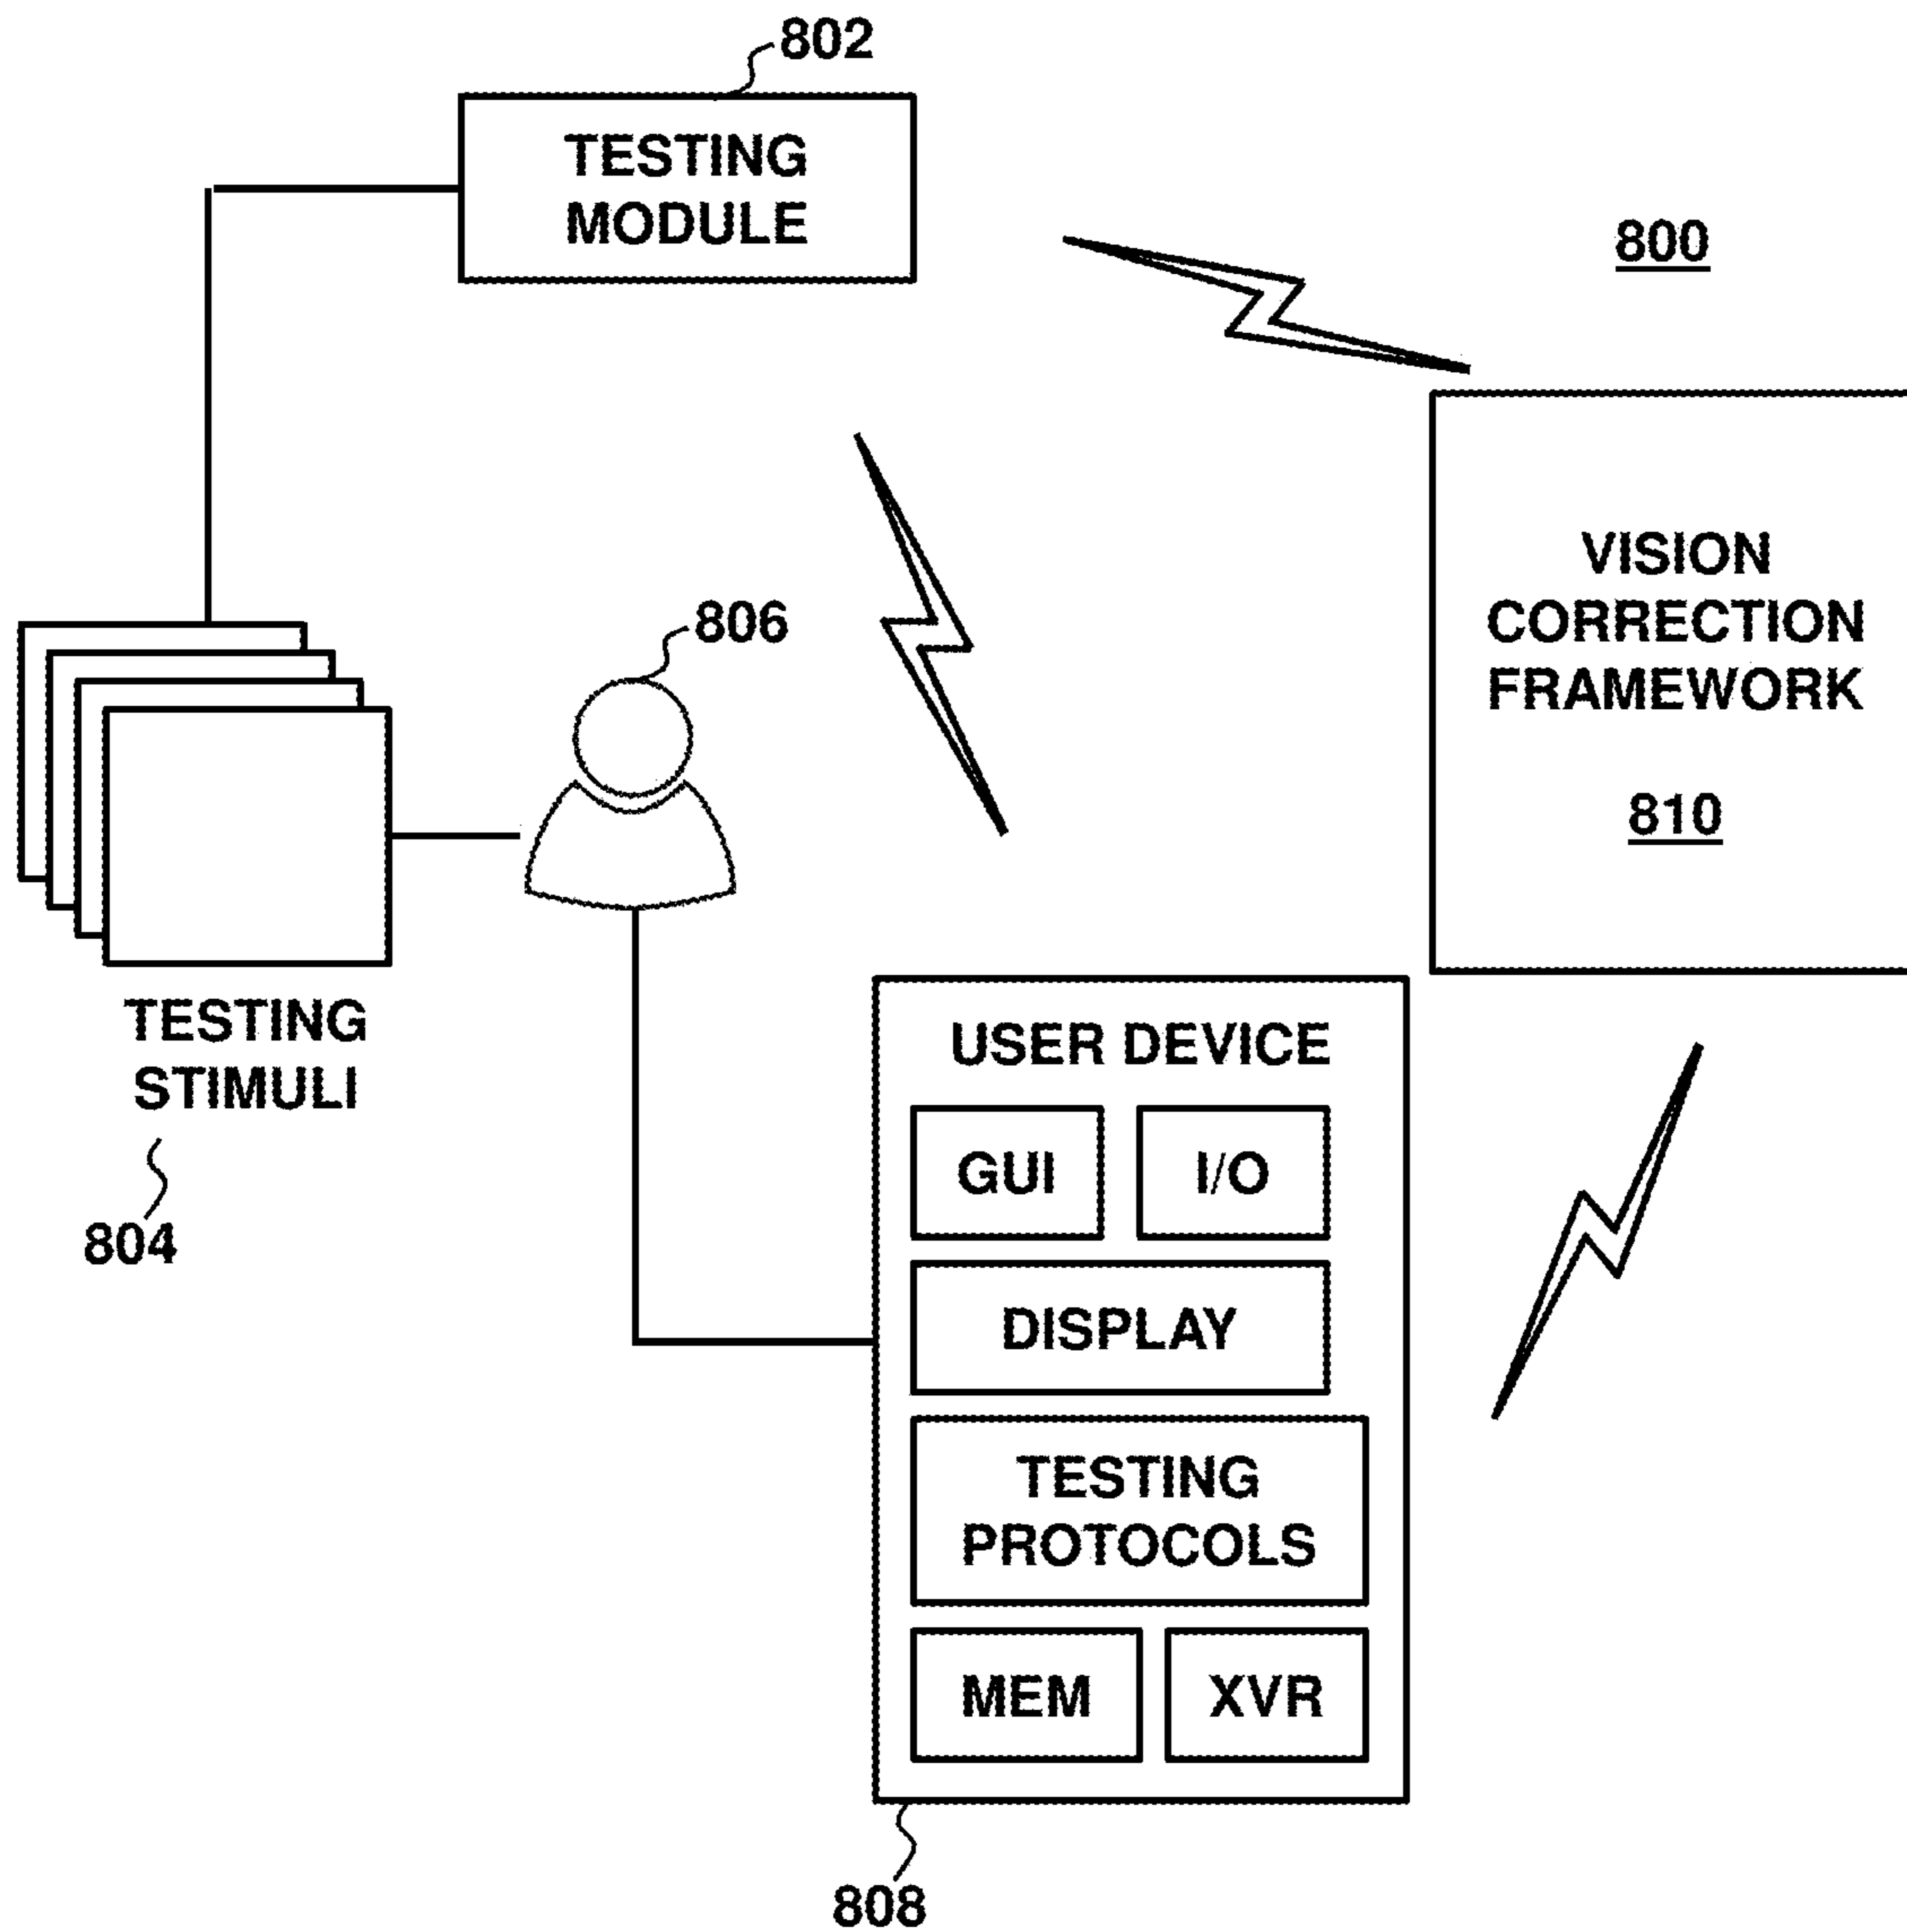 802
TESTING
MODULE
800
VISION
CORRECTION
FRAMEWORK
810
806
TESTING
STIMULI
804
USER DEVICE
GUI
I/O
DISPLAY
TESTING
PROTOCOLS
MEM
XVR
808